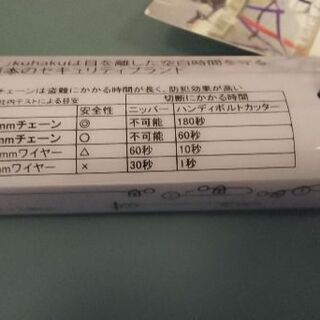 kuhakuは目を離した空白時間を守る
本のセキュリティブランド
チェーンは盗難にかかる時間が長く、防犯効果が高い
社内テストによる目安 安全性 切断にかかる時間
ニッパー ハンディボルトカッター
mmチェーン ◎ 不可能 180秒
mmチェーン ○ 不可能 60秒
mmワイヤー △ 60秒 10秒
mmワイヤー × 30秒 1秒